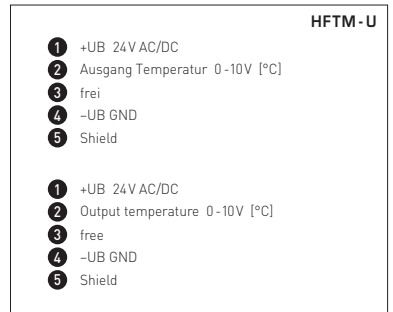 HFTM-U
1 +UB 24V AC/DC
2 Ausgang Temperatur 0-10V [°C]
3 frei
4 –UB GND
5 Shield
1 +UB 24V AC/DC
2 Output temperature 0-10V [°C]
3 free
4 –UB GND
5 Shield